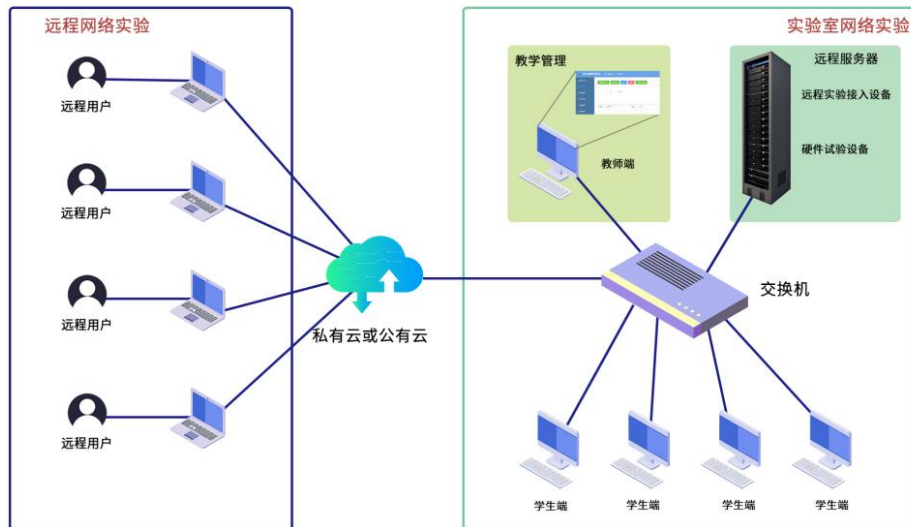 远程网络实验
实验室网络实验
远程用户
远程用户
远程用户
远程用户
私有云或公有云
教学管理
教师端
远程服务器
远程实验接入设备
硬件试验设备
交换机
学生端
学生端
学生端
学生端